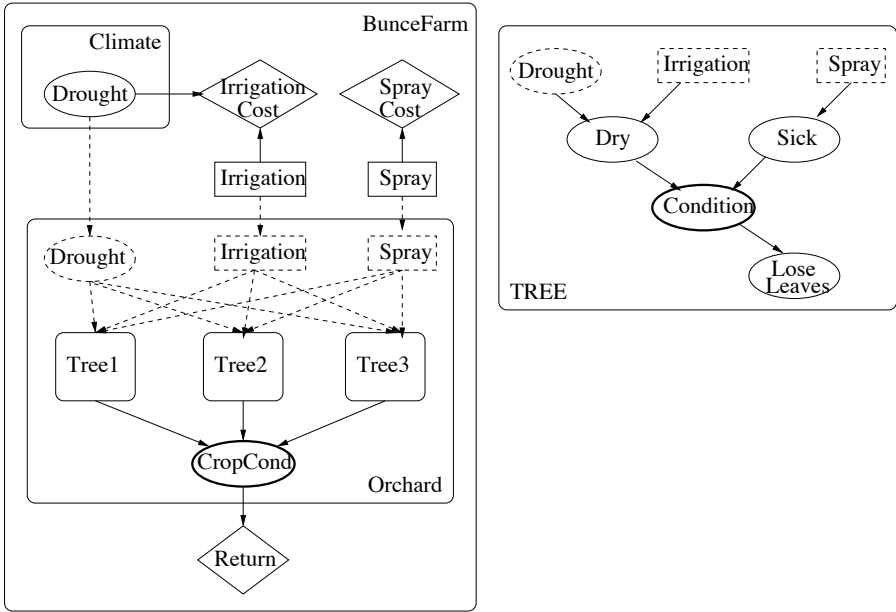 BunceFarm
Climate
Drought
Irrigation
Cost
Spray
Cost
Irrigation
Spray
Drought
Irrigation
Spray
Tree1
Tree2
Tree3
CropCond
Orchard
Return
Drought
Irrigation
Spray
Dry
Sick
Condition
Lose
Leaves
TREE